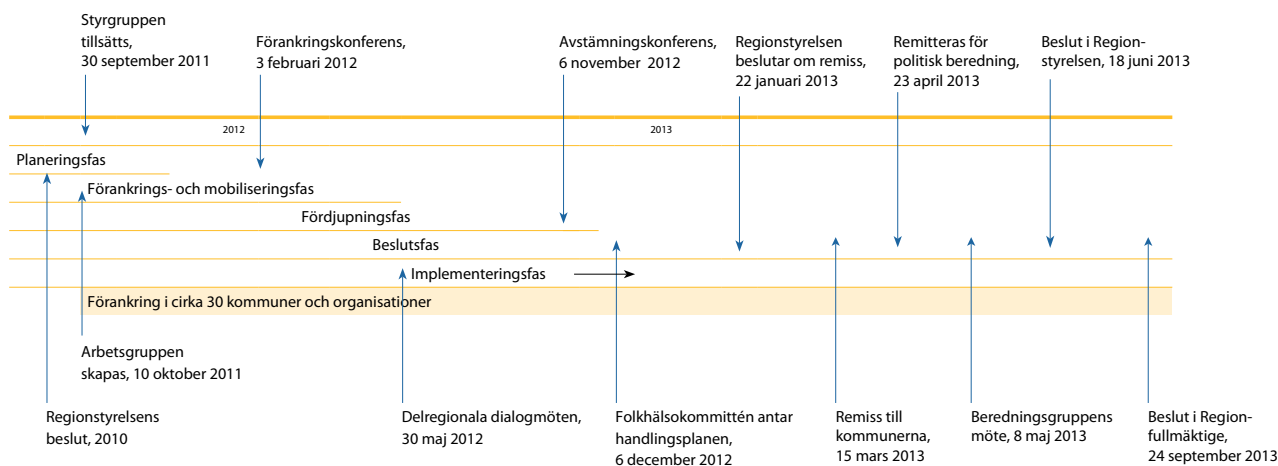 Styrgruppen
tillsätts,
30 september 2011
Förankringskonferens,
3 februari 2012
Avstämningskonferens,
6 november 2012
Regionstyrelsen
beslutar om remiss,
22 januari 2013
Remitteras för
politisk beredning,
23 april 2013
Beslut i Region-
styrelsen, 18 juni 2013
2012
2013
Planeringsfas
Förankrings- och mobiliseringsfas
Fördjupningsfas
Beslutsfas
Implementeringsfas
Förankring i cirka 30 kommuner och organisationer
Arbetsgruppen
skapas, 10 oktober 2011
Regionstyrelsens
beslut, 2010
Delregionala dialogmöten,
30 maj 2012
Folkhälsokommittén antar
handlingsplanen,
6 december 2012
Remiss till
kommunerna,
15 mars 2013
Beredningsgruppens
möte, 8 maj 2013
Beslut i Region-
fullmäktige,
24 september 2013